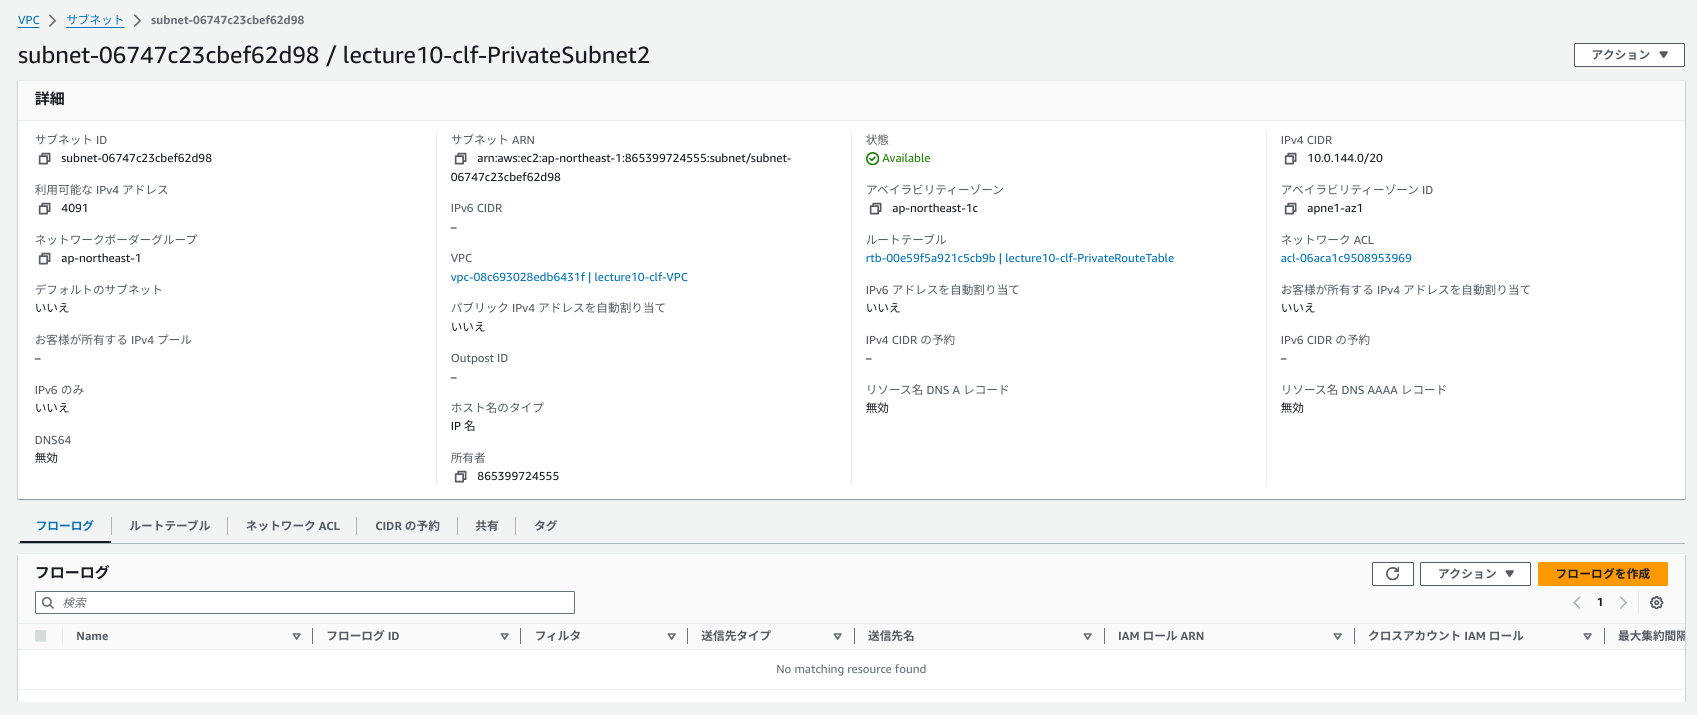 VPC > サブネット > subnet-06747c23cbef62d98
subnet-06747c23cbef62d98 / lecture10-clf-PrivateSubnet2
アクション ▼
詳細
サブネット ID
subnet-06747c23cbef62d98
利用可能な IPv4 アドレス
4091
ネットワークボーダーグループ
ap-northeast-1
デフォルトのサブネット
いいえ
お客様が所有する IPv4 プール
–
IPv6 のみ
いいえ
DNS64
無効
サブネット ARN
arn:aws:ec2:ap-northeast-1:865399724555:subnet/subnet-
06747c23cbef62d98
IPv6 CIDR
–
VPC
vpc-08c693028edb6431f | lecture10-clf-VPC
パブリック IPv4 アドレスを自動割り当て
いいえ
Outpost ID
–
ホスト名のタイプ
IP 名
所有者
865399724555
状態
Available
アベイラビリティーゾーン
ap-northeast-1c
ルートテーブル
rtb-00e59f5a921c5cb9b | lecture10-clf-PrivateRouteTable
IPv6 アドレスを自動割り当て
いいえ
IPv4 CIDR の予約
–
リソース名 DNS A レコード
無効
IPv4 CIDR
10.0.144.0/20
アベイラビリティーゾーン ID
apne1-az1
ネットワーク ACL
acl-06aca1c9508953969
お客様が所有する IPv4 アドレスを自動割り当て
いいえ
IPv6 CIDR の予約
–
リソース名 DNS AAAA レコード
無効
フローログ | ルートテーブル | ネットワーク ACL | CIDR の予約 | 共有 | タグ
フローログ
アクション ▼ フローログを作成
検索
1
Name フローログ ID フィルタ 送信先タイプ 送信先名 IAM ロール ARN クロスアカウント IAM ロール 最大集約間隔
No matching resource found